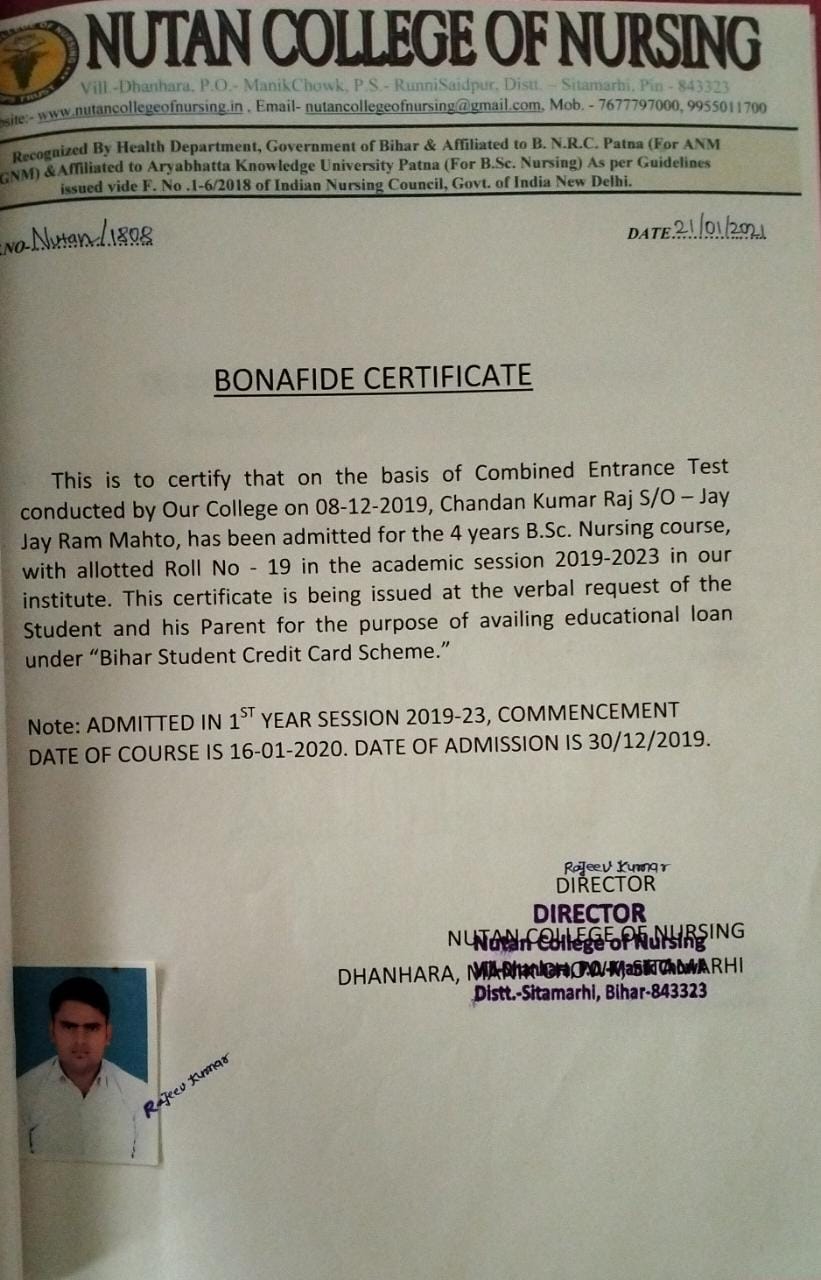 NUTAN COLLEGE OF NURSING
Vill.-Dhanhara, P.O.- ManikChowk, P.S.- RunniSaidpur, Distt. – Sitamarhi, Pin - 843323
www.nutancollegeofnursing.in , Email- nutancollegeofnursing@gmail.com, Mob. - 7677797000, 9955011700
Recognized By Health Department, Government of Bihar & Affiliated to B. N.R.C. Patna (For ANM
GNM) &Affiliated to Aryabhatta Knowledge University Patna (For B.Sc. Nursing) As per Guidelines
issued vide F. No .1-6/2018 of Indian Nursing Council, Govt. of India New Delhi.
NO- Nutan/1808 DATE 21/01/2021
BONAFIDE CERTIFICATE
This is to certify that on the basis of Combined Entrance Test
conducted by Our College on 08-12-2019, Chandan Kumar Raj S/O – Jay
Jay Ram Mahto, has been admitted for the 4 years B.Sc. Nursing course,
with allotted Roll No - 19 in the academic session 2019-2023 in our
institute. This certificate is being issued at the verbal request of the
Student and his Parent for the purpose of availing educational loan
under “Bihar Student Credit Card Scheme.”
Note: ADMITTED IN 1ST YEAR SESSION 2019-23, COMMENCEMENT
DATE OF COURSE IS 16-01-2020. DATE OF ADMISSION IS 30/12/2019.
Rajeev Kumar
DIRECTOR
DIRECTOR
NUTAN COLLEGE OF NURSING
Nutan College of Nursing
DHANHARA, MANIK CHOWK, SITAMARHI
Distt.-Sitamarhi, Bihar-843323
Rajeev Kumar